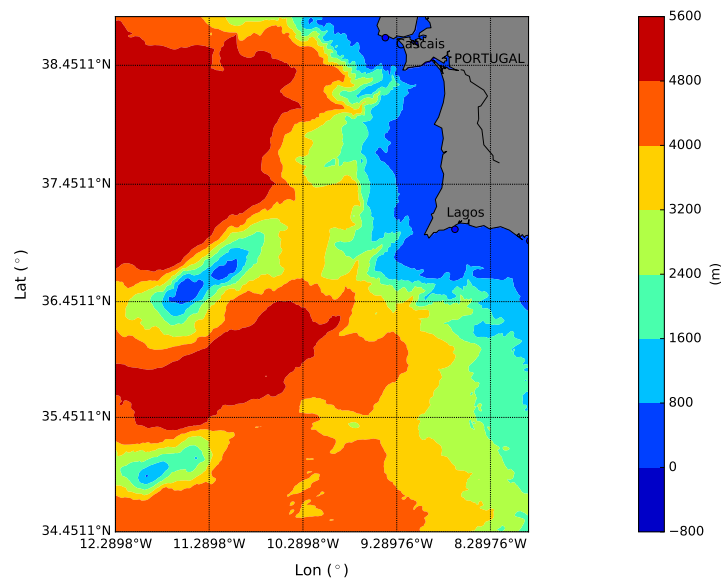 Cascais
PORTUGAL
Lagos
38.4511°N
37.4511°N
36.4511°N
35.4511°N
34.4511°N
12.2898°W
11.2898°W
10.2898°W
9.28976°W
8.28976°W
Lon (°)
Lat (°)
5600
4800
4000
3200
2400
1600
800
0
−800
(m)